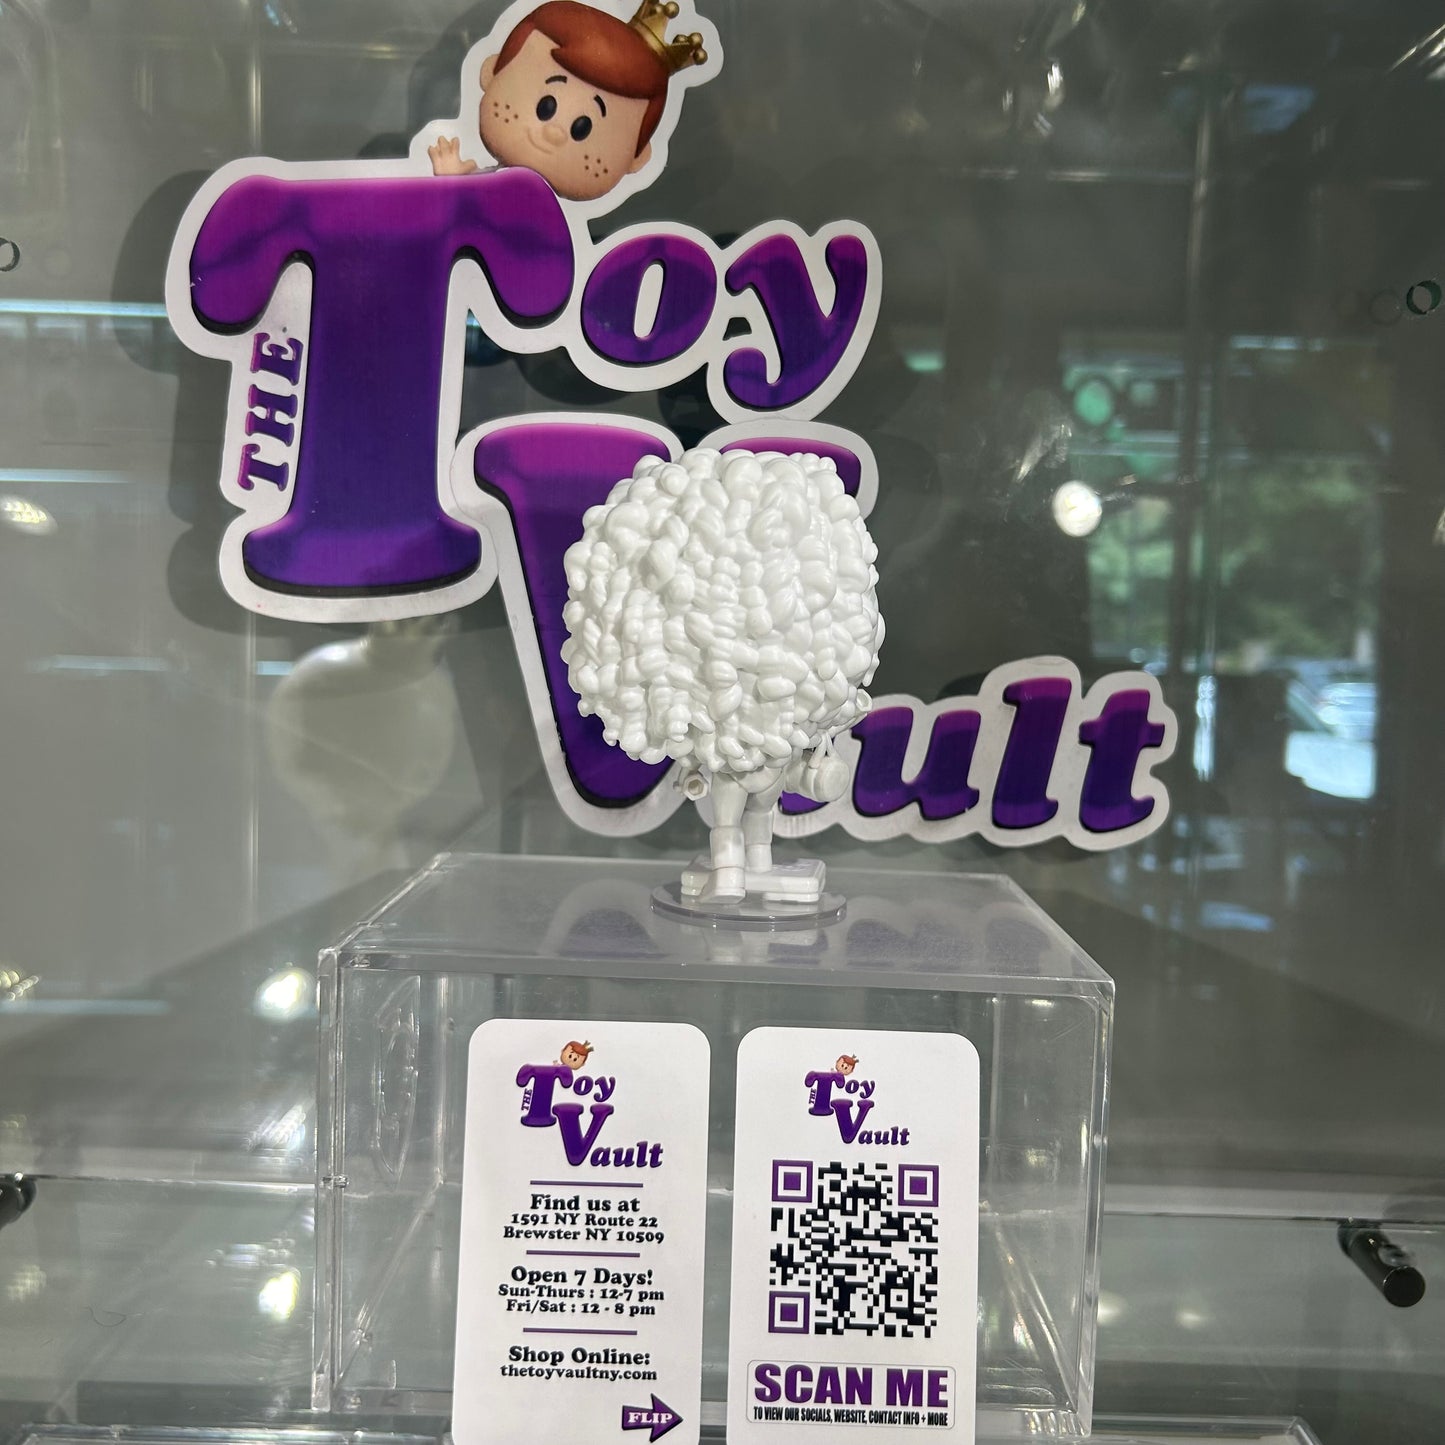 THE Toy
Vault
THE Toy
Vault
Find us at
1591 NY Route 22
Brewster NY 10509
Open 7 Days!
Sun-Thurs : 12-7 pm
Fri/Sat : 12 - 8 pm
Shop Online:
thetoyvaultny.com
FLIP
THE Toy
Vault
SCAN ME
TO VIEW OUR SOCIALS, WEBSITE, CONTACT INFO + MORE